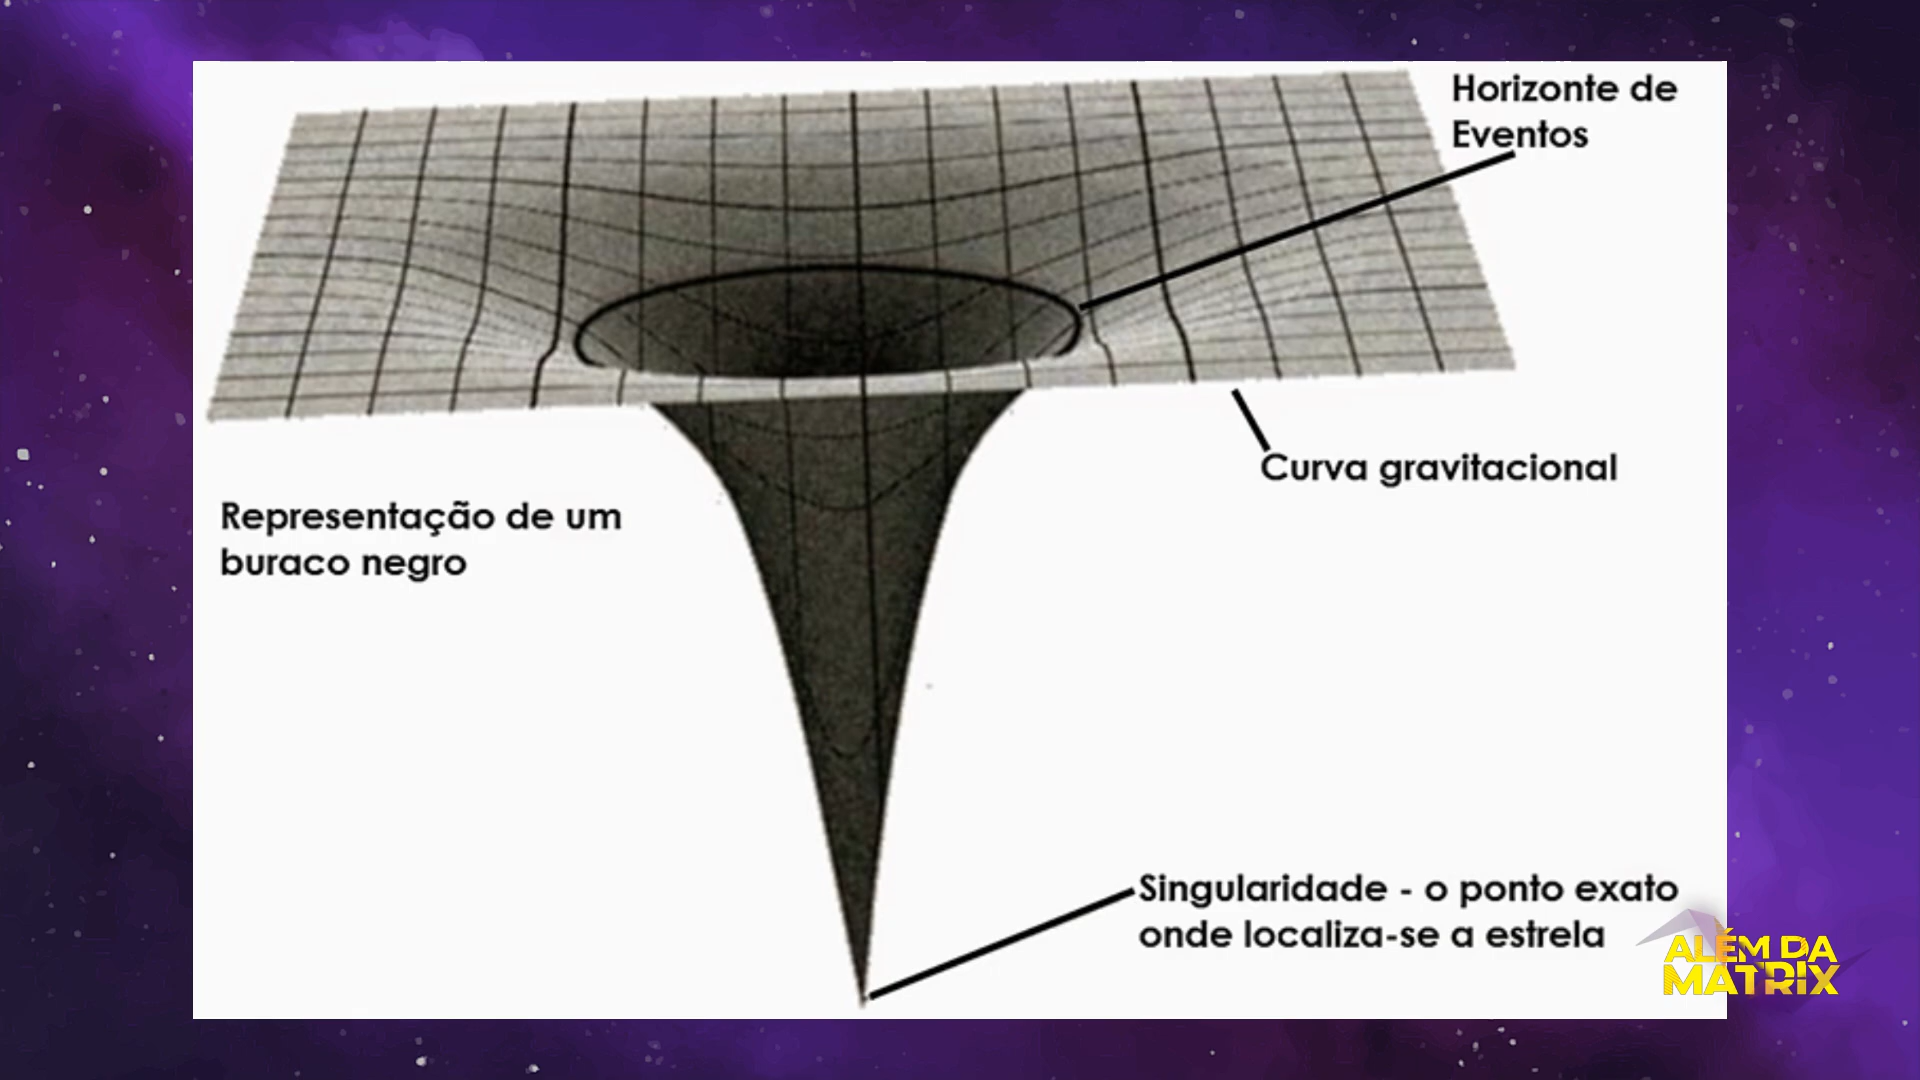 Horizonte de
Eventos
Curva gravitacional
Representação de um
buraco negro
Singularidade - o ponto exato
onde localiza-se a estrela
ALÉM DA
MATRIX